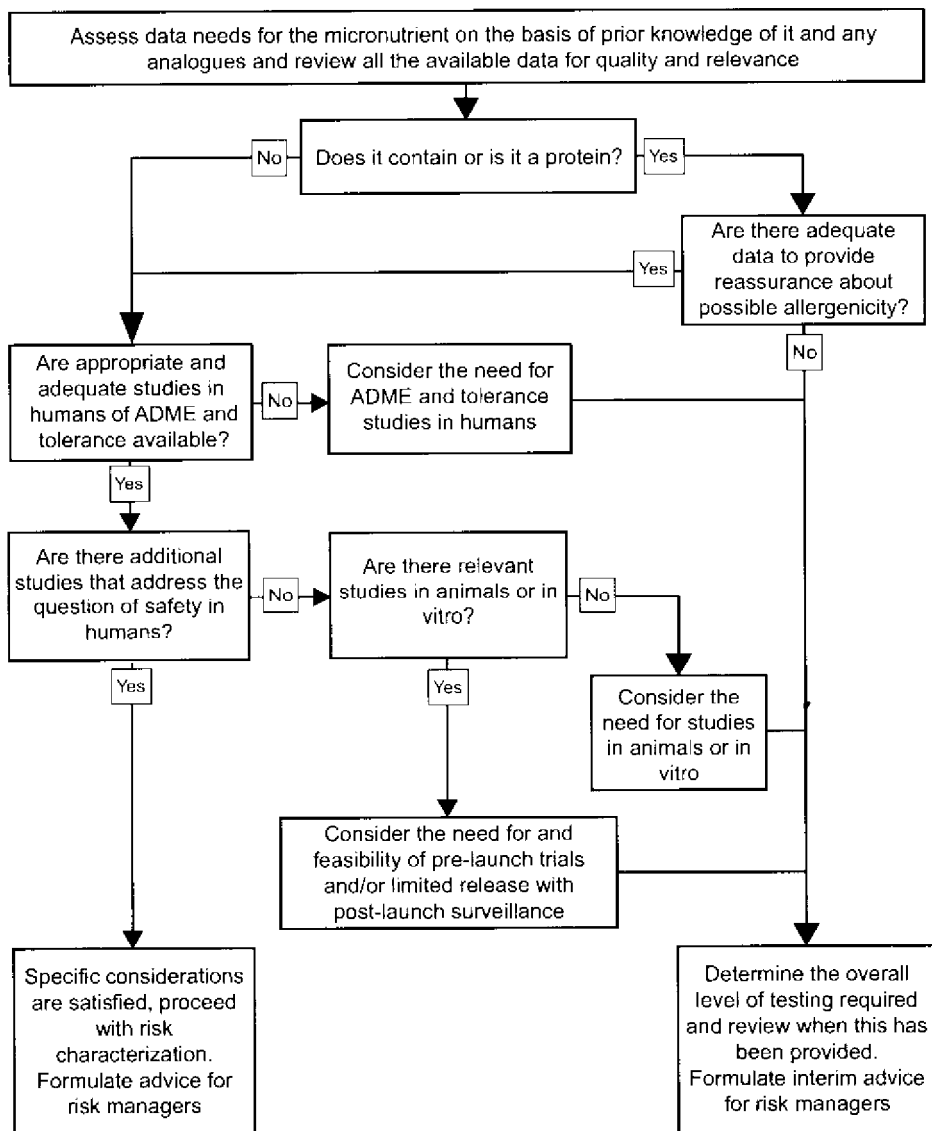 Assess data needs for the micronutrient on the basis of prior knowledge of it and any
analogues and review all the available data for quality and relevance
No
Does it contain or is it a protein?
Yes
Are there adequate
data to provide
reassurance about
possible allergenicity?
Yes
No
Are appropriate and
adequate studies in
humans of ADME and
tolerance available?
No
Consider the need for
ADME and tolerance
studies in humans
Yes
Are there additional
studies that address the
question of safety in
humans?
No
Are there relevant
studies in animals or in
vitro?
No
Yes
Yes
Consider the
need for studies
in animals or in
vitro
Consider the need for and
feasibility of pre-launch trials
and/or limited release with
post-launch surveillance
Specific considerations
are satisfied, proceed
with risk
characterization.
Formulate advice for
risk managers
Determine the overall
level of testing required
and review when this has
been provided.
Formulate interim advice
for risk managers